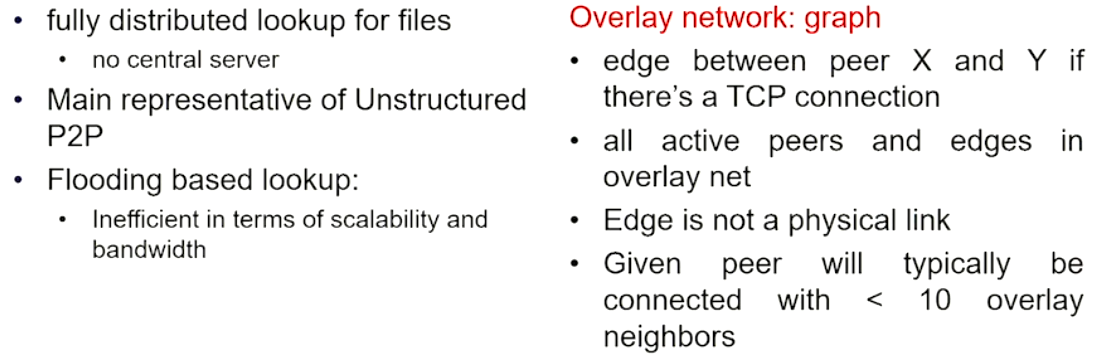 • fully distributed lookup for files
• no central server
• Main representative of Unstructured
P2P
• Flooding based lookup:
• Inefficient in terms of scalability and
bandwidth
Overlay network: graph
• edge between peer X and Y if
there's a TCP connection
• all active peers and edges in
overlay net
• Edge is not a physical link
• Given peer will typically be
connected with < 10 overlay
neighbors